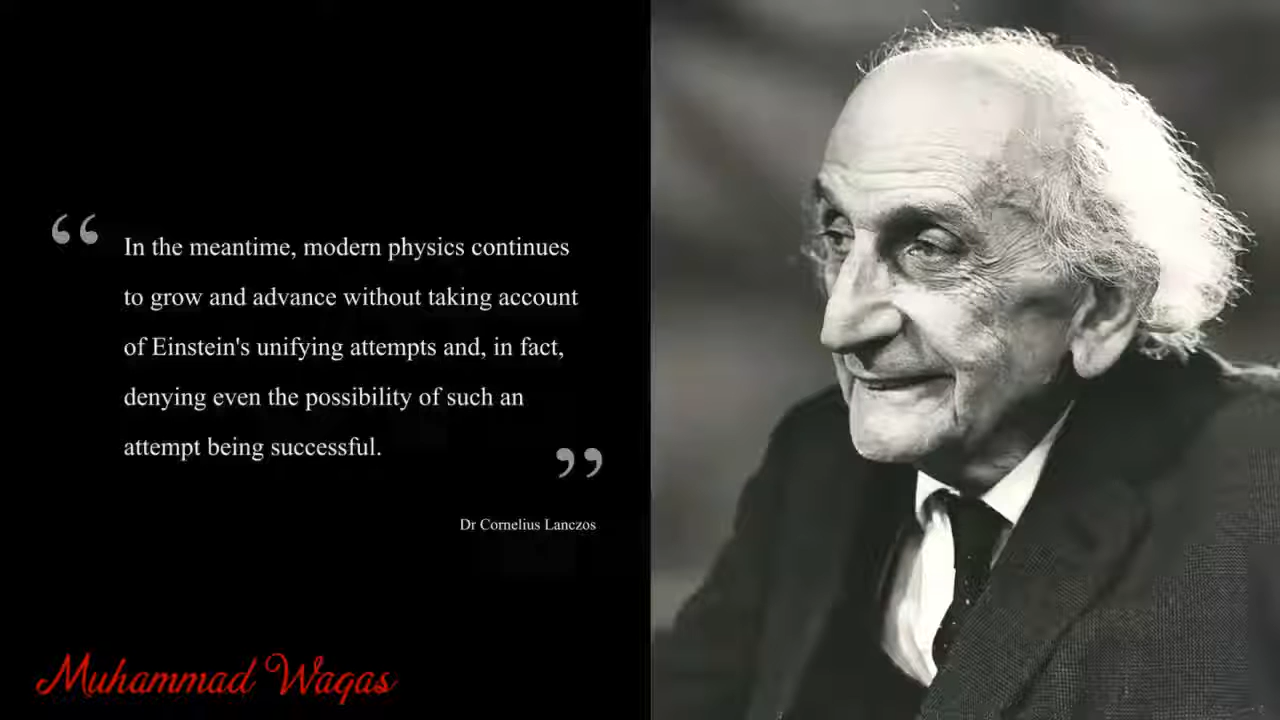 “ In the meantime, modern physics continues
to grow and advance without taking account
of Einstein's unifying attempts and, in fact,
denying even the possibility of such an
attempt being successful. ”
Dr Cornelius Lanczos
Muhammad Waqas